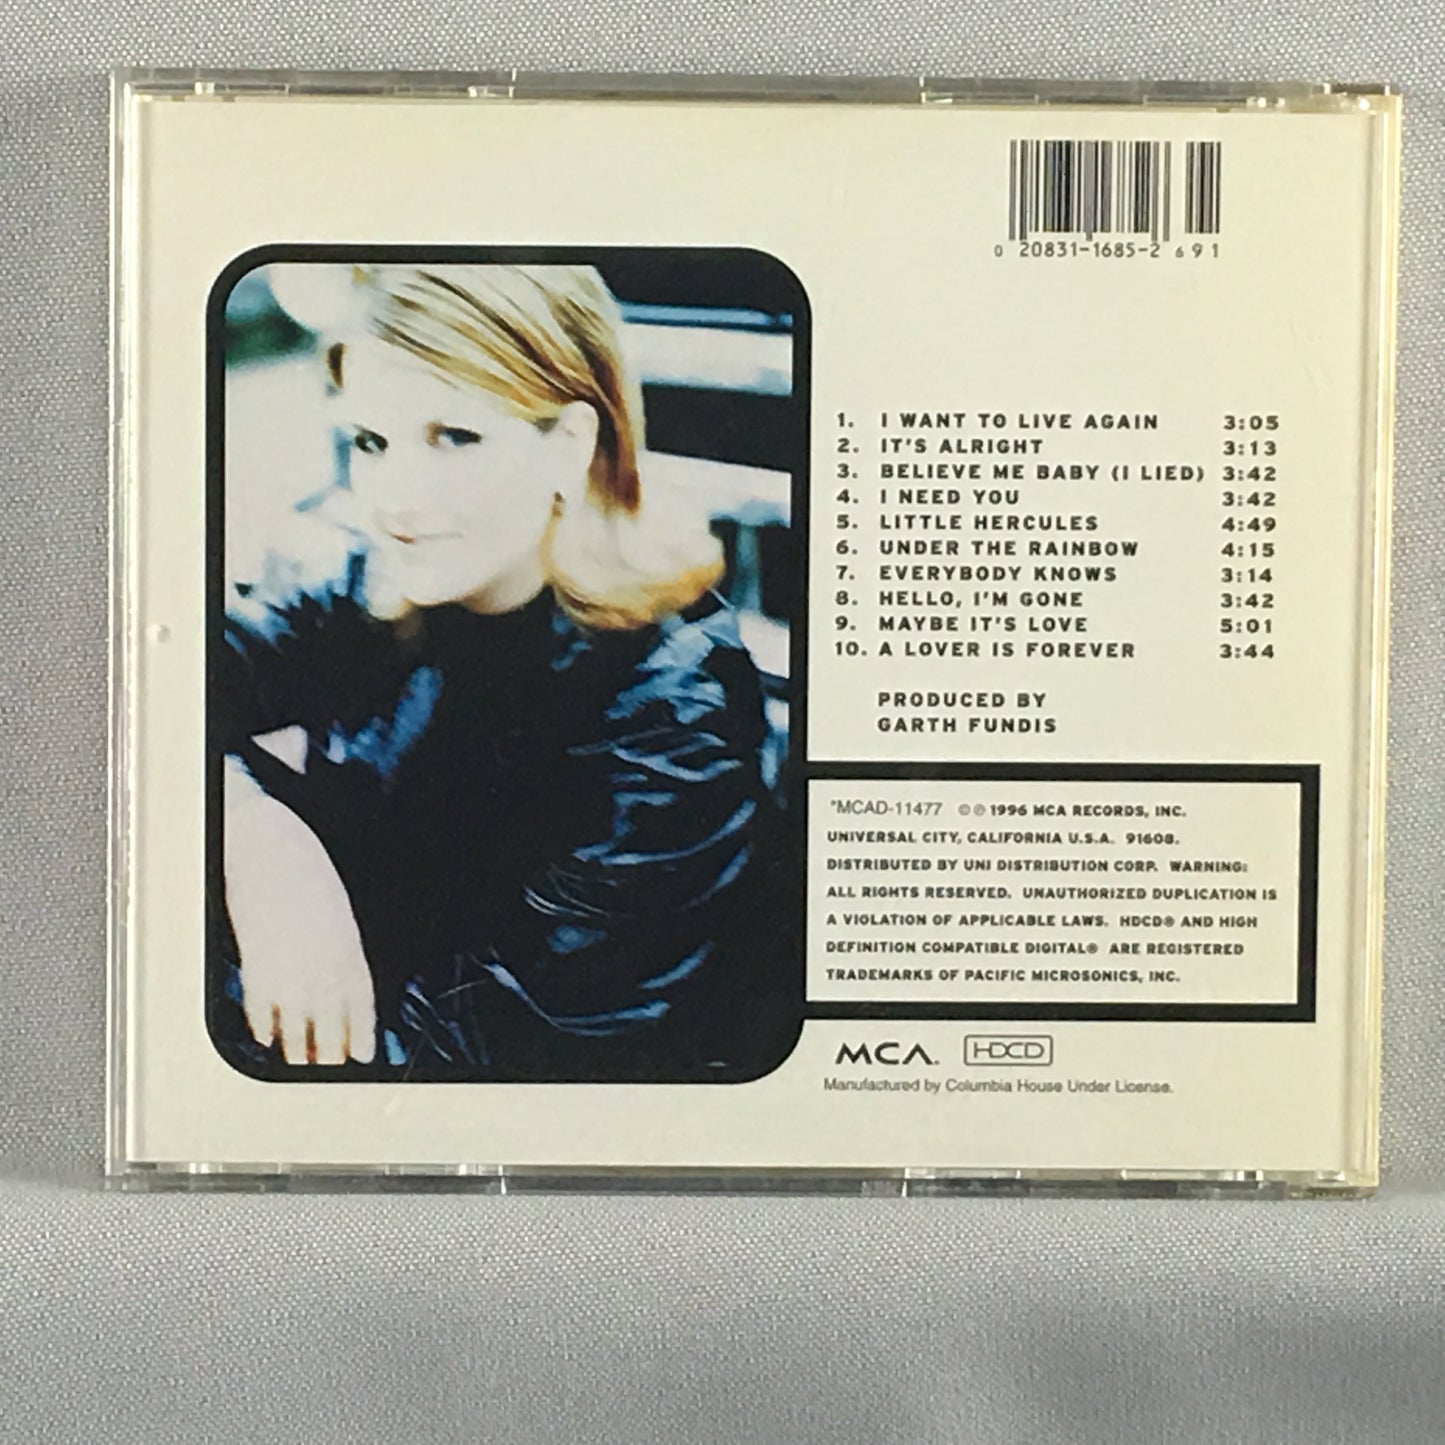 0 20831-1685-2 691
1. I WANT TO LIVE AGAIN 3:05
2. IT'S ALRIGHT 3:13
3. BELIEVE ME BABY (I LIED) 3:42
4. I NEED YOU 3:42
5. LITTLE HERCULES 4:49
6. UNDER THE RAINBOW 4:15
7. EVERYBODY KNOWS 3:14
8. HELLO, I'M GONE 3:42
9. MAYBE IT'S LOVE 5:01
10. A LOVER IS FOREVER 3:44
PRODUCED BY
GARTH FUNDIS
*MCAD-11477 ©℗ 1996 MCA RECORDS, INC.
UNIVERSAL CITY, CALIFORNIA U.S.A. 91608.
DISTRIBUTED BY UNI DISTRIBUTION CORP. WARNING:
ALL RIGHTS RESERVED. UNAUTHORIZED DUPLICATION IS
A VIOLATION OF APPLICABLE LAWS. HDCD® AND HIGH
DEFINITION COMPATIBLE DIGITAL® ARE REGISTERED
TRADEMARKS OF PACIFIC MICROSONICS, INC.
MCA. HDCD
Manufactured by Columbia House Under License.